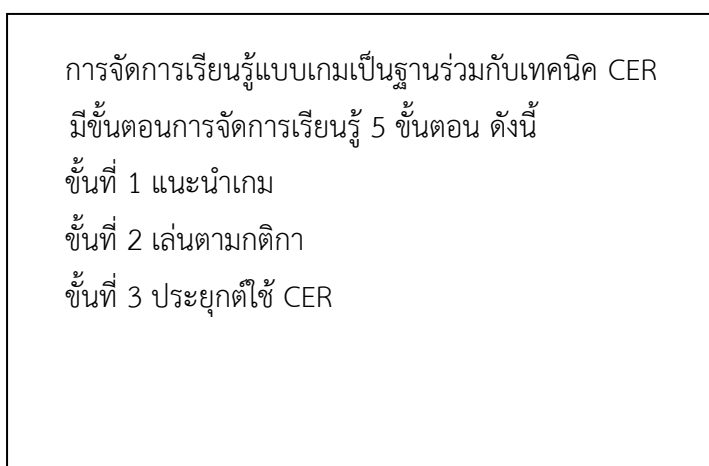 การจัดการเรียนรู้แบบเกมเป็นฐานร่วมกับเทคนิค CER
มีขั้นตอนการจัดการเรียนรู้ 5 ขั้นตอน ดังนี้
ขั้นที่ 1 แนะนำเกม
ขั้นที่ 2 เล่นตามกติกา
ขั้นที่ 3 ประยุกต์ใช้ CER